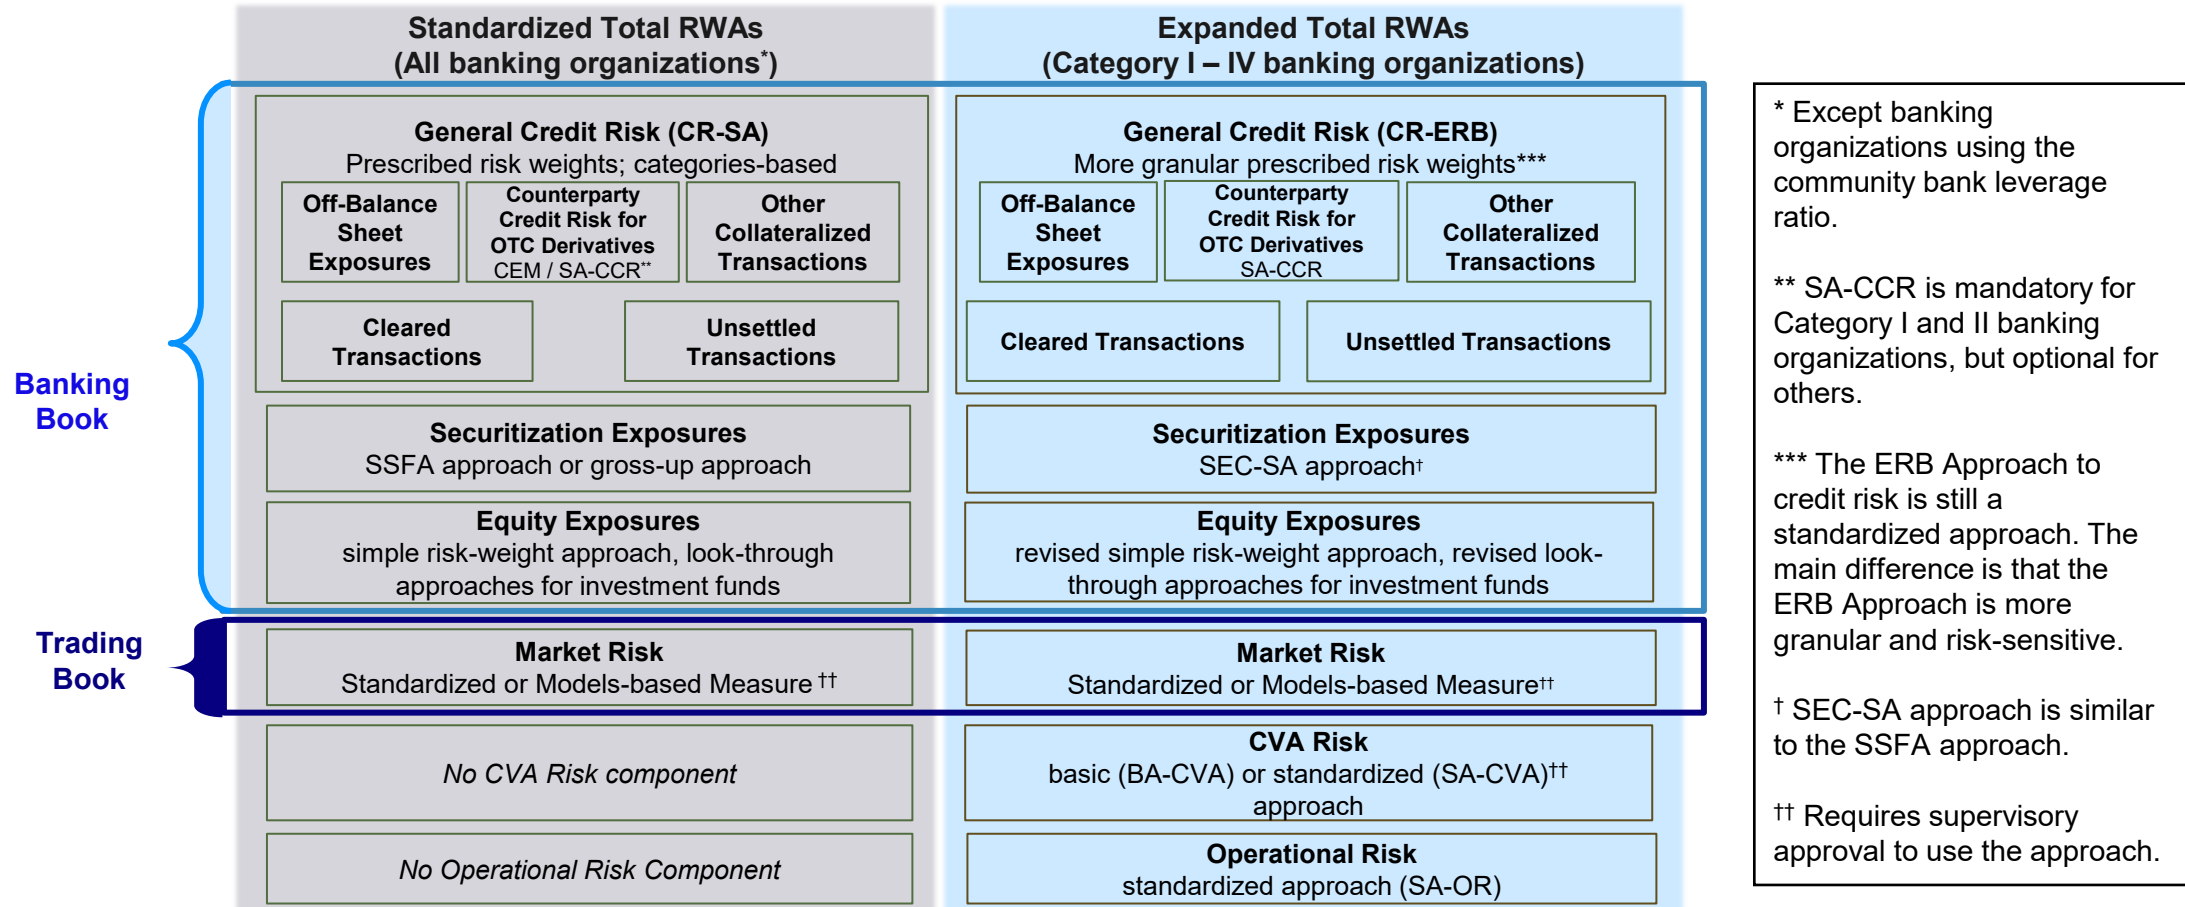 Standardized Total RWAs
(All banking organizations*)
Expanded Total RWAs
(Category I – IV banking organizations)
Banking
Book
General Credit Risk (CR-SA)
Prescribed risk weights; categories-based
Off-Balance
Sheet
Exposures
Counterparty
Credit Risk for
OTC Derivatives
CEM / SA-CCR**
Other
Collateralized
Transactions
Cleared
Transactions
Unsettled
Transactions
General Credit Risk (CR-ERB)
More granular prescribed risk weights***
Off-Balance
Sheet
Exposures
Counterparty
Credit Risk for
OTC Derivatives
SA-CCR
Other
Collateralized
Transactions
Cleared Transactions
Unsettled Transactions
Securitization Exposures
SSFA approach or gross-up approach
Securitization Exposures
SEC-SA approach†
Equity Exposures
simple risk-weight approach, look-through
approaches for investment funds
Equity Exposures
revised simple risk-weight approach, revised look-
through approaches for investment funds
Trading
Book
Market Risk
Standardized or Models-based Measure ††
Market Risk
Standardized or Models-based Measure††
No CVA Risk component
CVA Risk
basic (BA-CVA) or standardized (SA-CVA)††
approach
No Operational Risk Component
Operational Risk
standardized approach (SA-OR)
* Except banking
organizations using the
community bank leverage
ratio.
** SA-CCR is mandatory for
Category I and II banking
organizations, but optional for
others.
*** The ERB Approach to
credit risk is still a
standardized approach. The
main difference is that the
ERB Approach is more
granular and risk-sensitive.
† SEC-SA approach is similar
to the SSFA approach.
†† Requires supervisory
approval to use the approach.